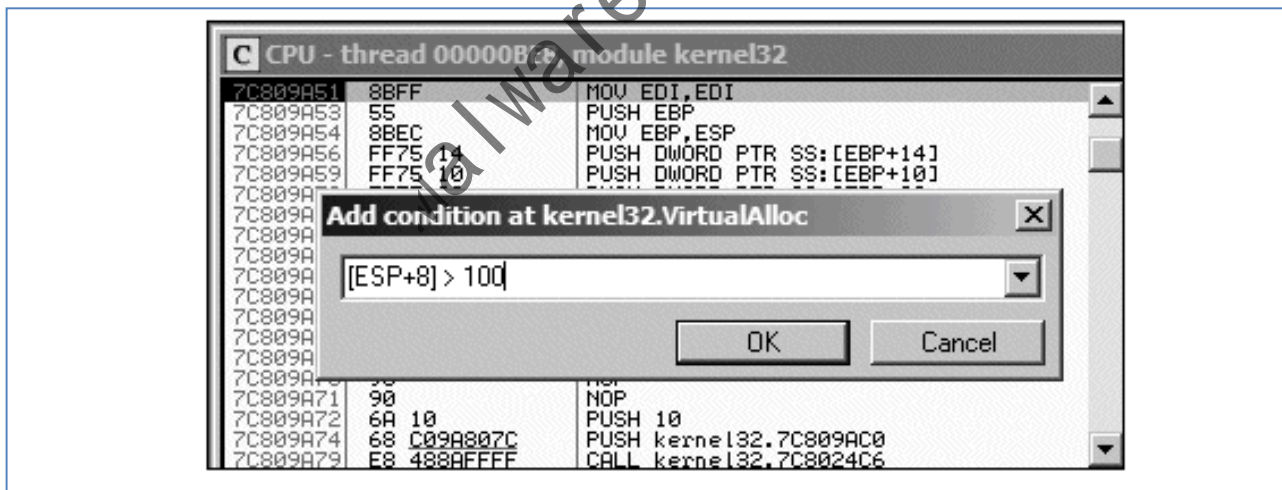 malware
C CPU - thread 00000BE8, module kernel32
7C809A51 8BFF MOV EDI,EDI
7C809A53 55 PUSH EBP
7C809A54 8BEC MOV EBP,ESP
7C809A56 FF75 14 PUSH DWORD PTR SS:[EBP+14]
7C809A59 FF75 10 PUSH DWORD PTR SS:[EBP+10]
Add condition at kernel32.VirtualAlloc
[ESP+8] > 100
OK Cancel
7C809A71 90 NOP
7C809A72 6A 10 PUSH 10
7C809A74 68 C09A807C PUSH kernel32.7C809AC0
7C809A79 E8 488AFFFF CALL kernel32.7C8024C6